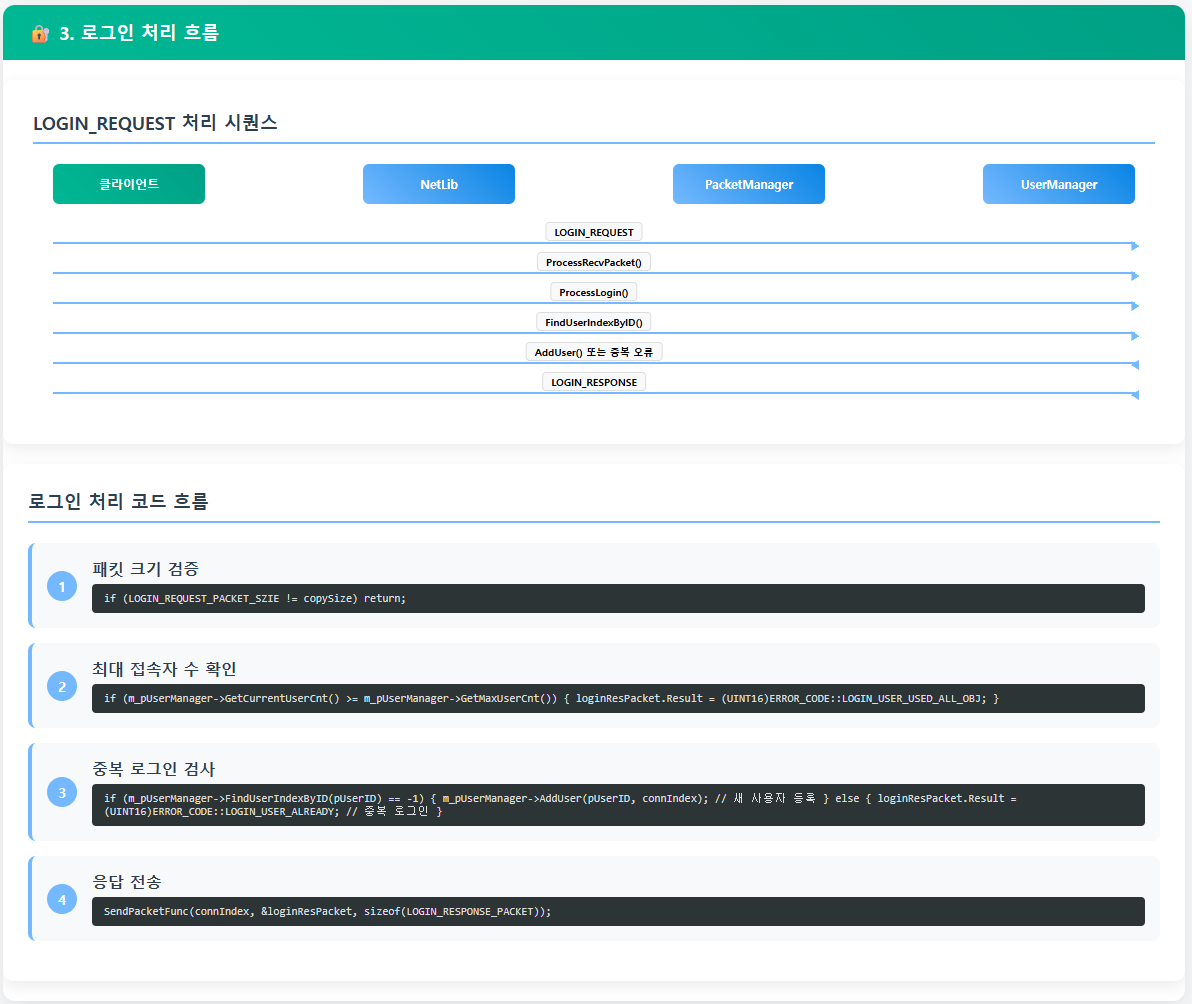 🔐 3. 로그인 처리 흐름
LOGIN_REQUEST 처리 시퀀스
클라이언트
NetLib
PacketManager
UserManager
LOGIN_REQUEST
ProcessRecvPacket()
ProcessLogin()
FindUserIndexByID()
AddUser() 또는 중복 오류
LOGIN_RESPONSE
로그인 처리 코드 흐름
1
패킷 크기 검증
if (LOGIN_REQUEST_PACKET_SZIE != copySize) return;
2
최대 접속자 수 확인
if (m_pUserManager->GetCurrentUserCnt() >= m_pUserManager->GetMaxUserCnt()) { loginResPacket.Result = (UINT16)ERROR_CODE::LOGIN_USER_USED_ALL_OBJ; }
3
중복 로그인 검사
if (m_pUserManager->FindUserIndexByID(pUserID) == -1) { m_pUserManager->AddUser(pUserID, connIndex); // 새 사용자 등록 } else { loginResPacket.Result =
(UINT16)ERROR_CODE::LOGIN_USER_ALREADY; // 중복 로그인 }
4
응답 전송
SendPacketFunc(connIndex, &loginResPacket, sizeof(LOGIN_RESPONSE_PACKET));